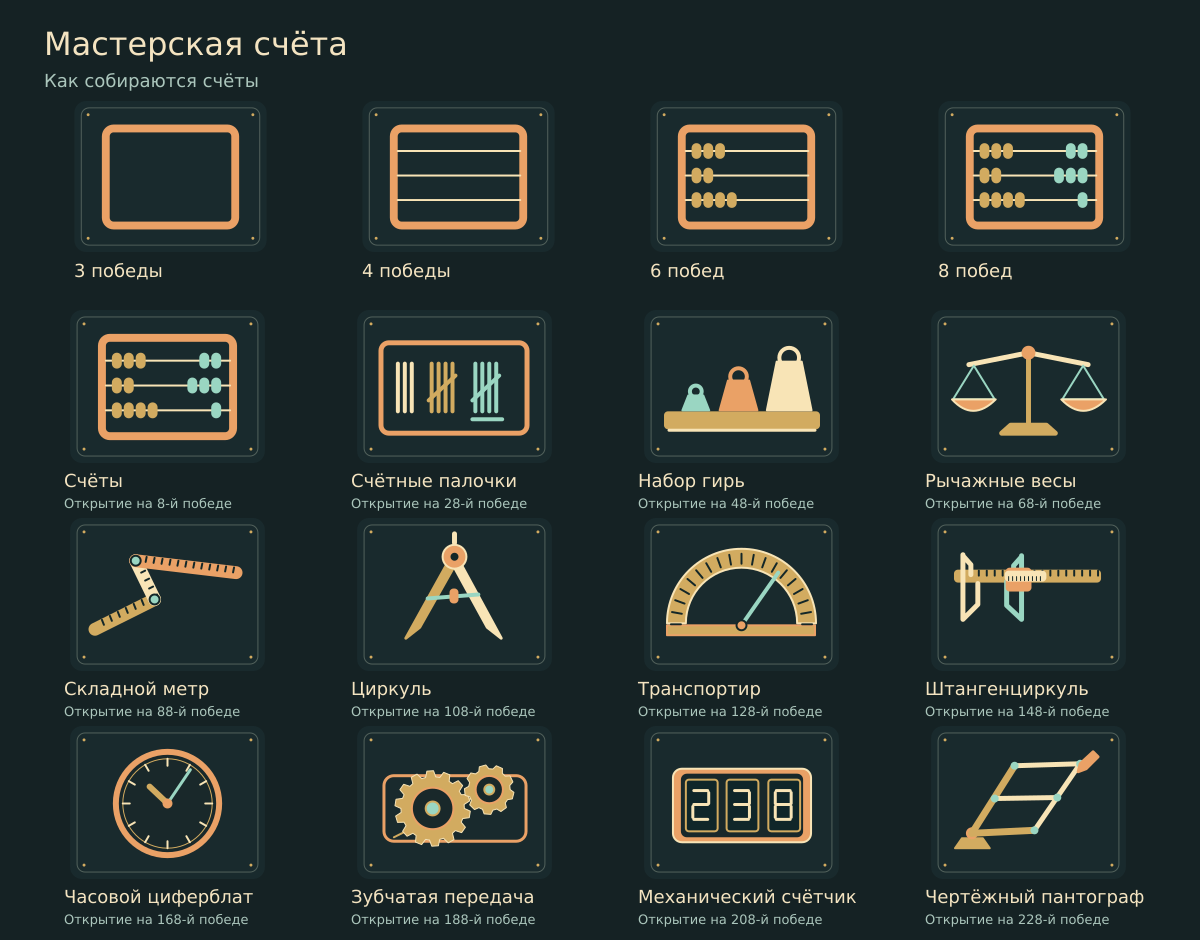 Мастерская счёта
Как собираются счёты
3 победы
4 победы
6 побед
8 побед
Счёты
Открытие на 8-й победе
Счётные палочки
Открытие на 28-й победе
Набор гирь
Открытие на 48-й победе
Рычажные весы
Открытие на 68-й победе
Складной метр
Открытие на 88-й победе
Циркуль
Открытие на 108-й победе
Транспортир
Открытие на 128-й победе
Штангенциркуль
Открытие на 148-й победе
238
Часовой циферблат
Открытие на 168-й победе
Зубчатая передача
Открытие на 188-й победе
Механический счётчик
Открытие на 208-й победе
Чертёжный пантограф
Открытие на 228-й победе